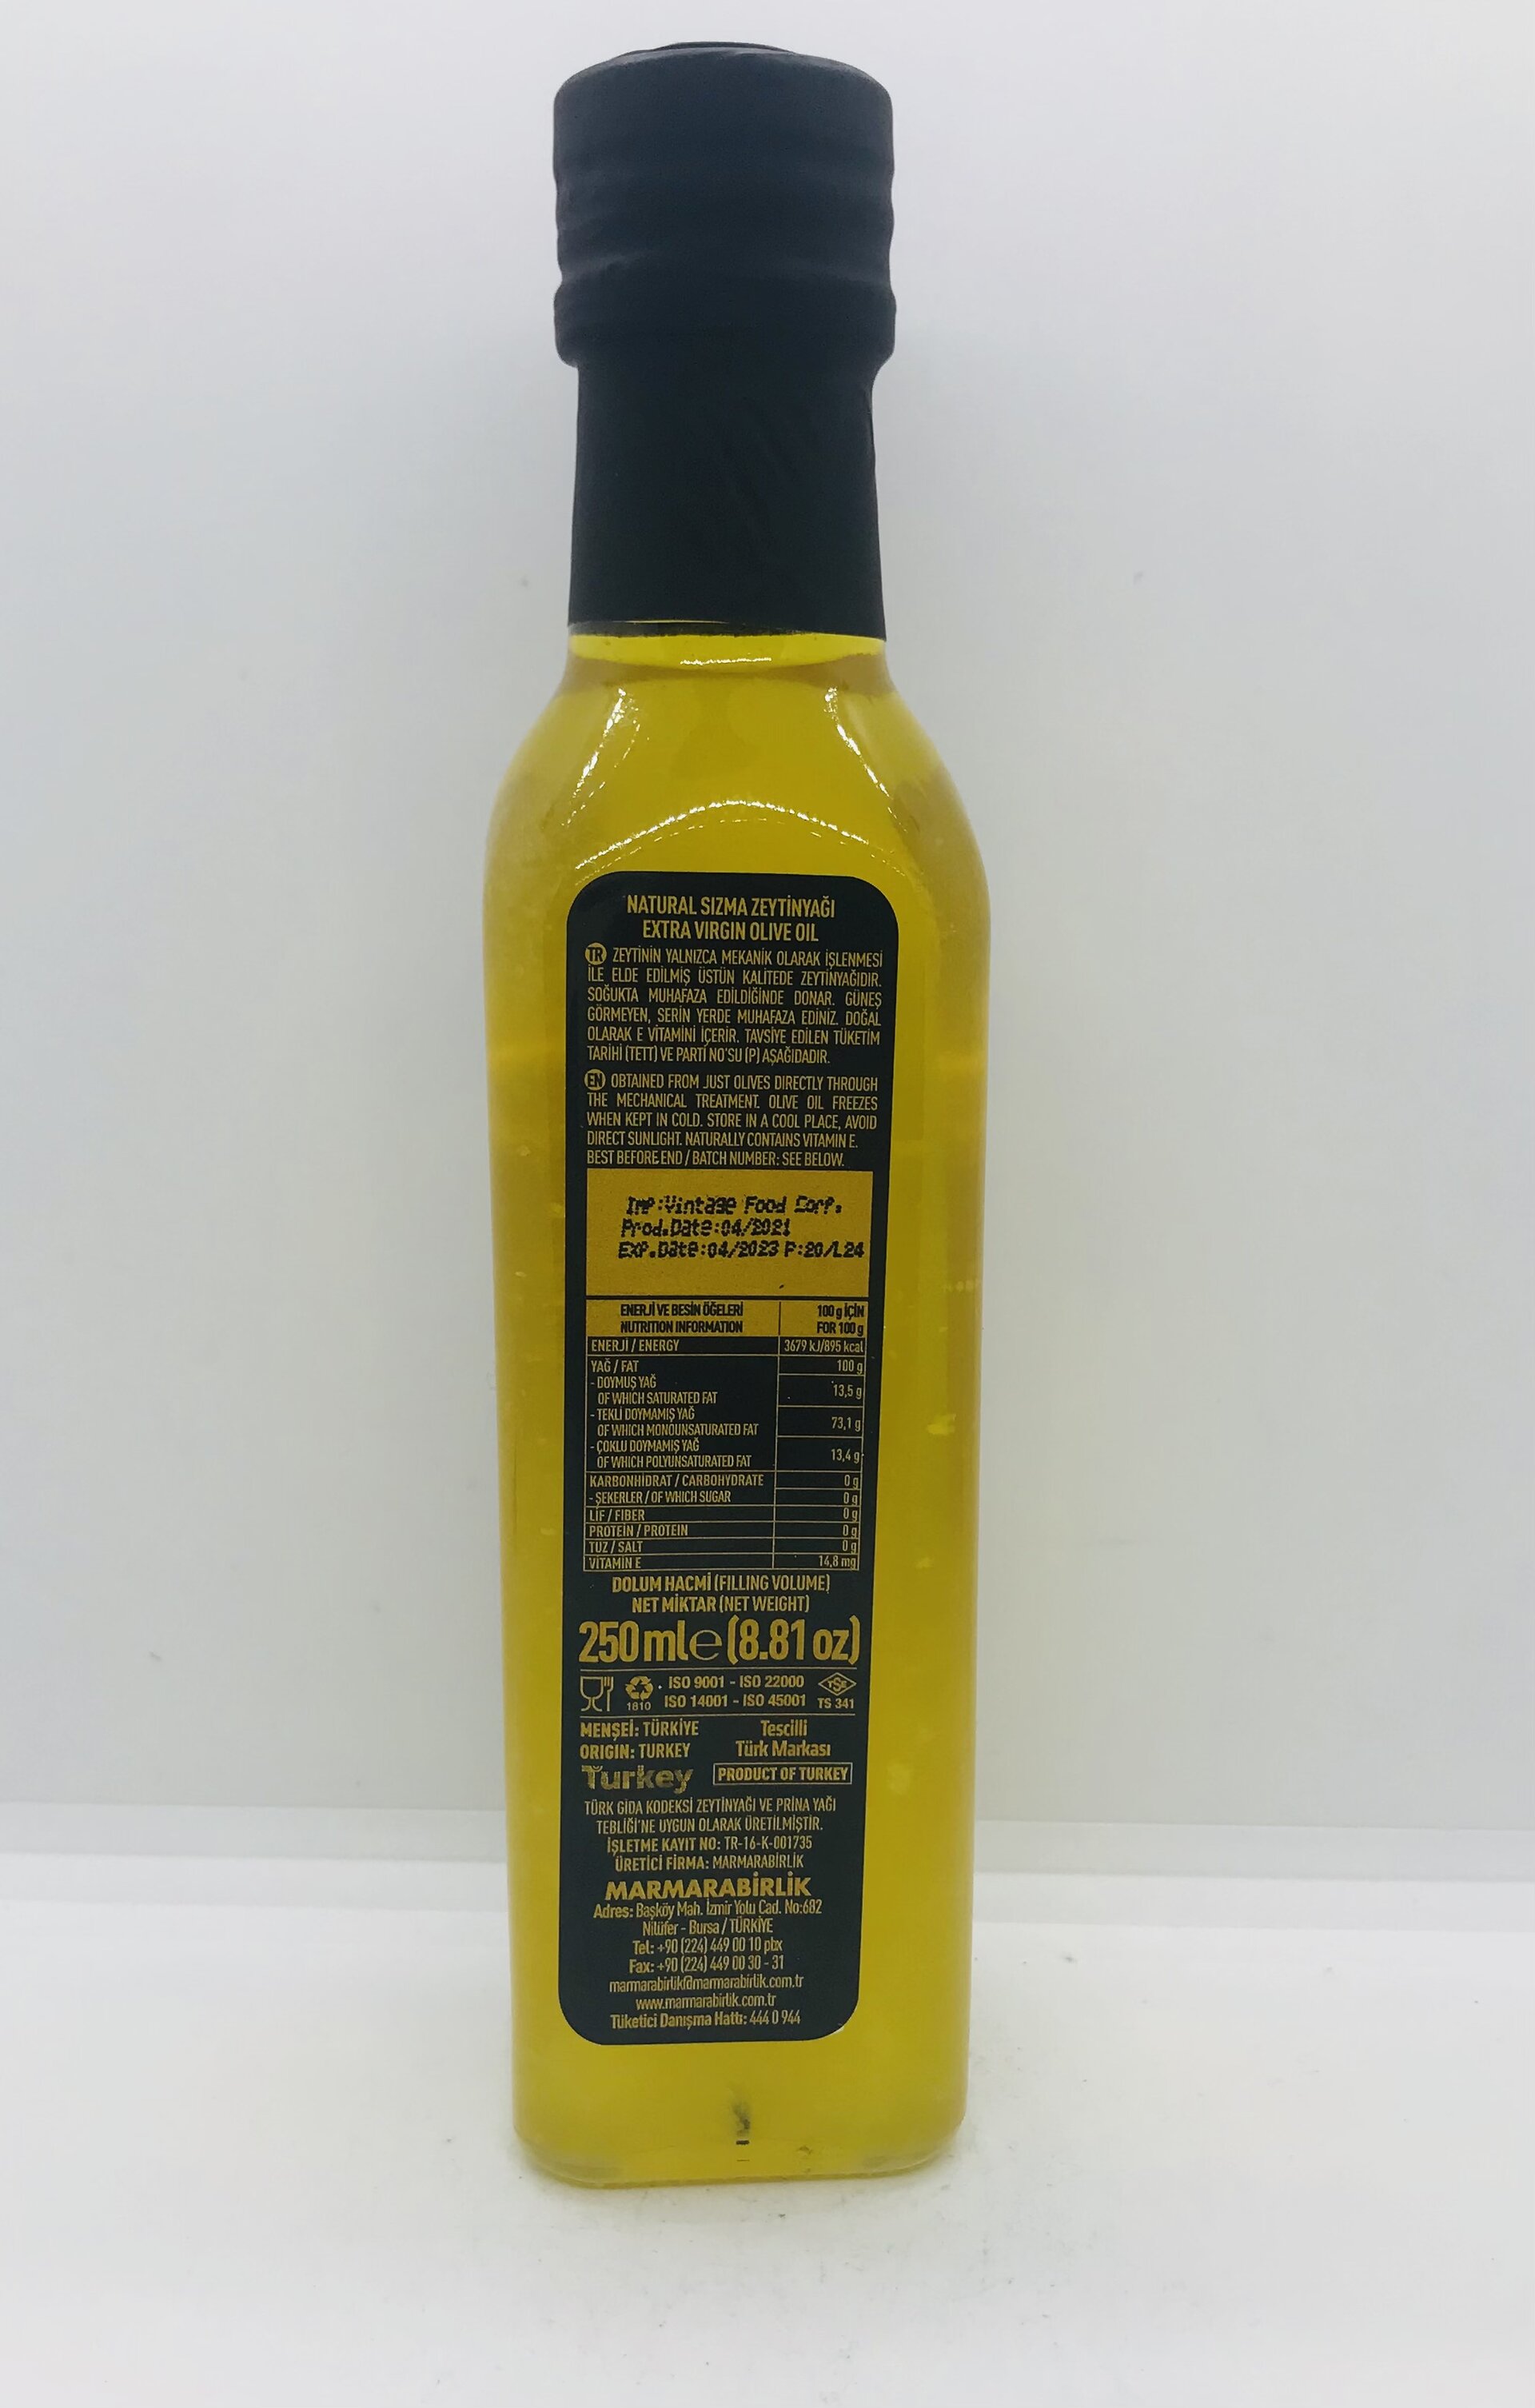 NATURAL SIZMA ZEYTİNYAĞI
EXTRA VIRGIN OLIVE OIL
TR ZEYTİNİN YALNIZCA MEKANİK OLARAK İŞLENMESİ
İLE ELDE EDİLMİŞ ÜSTÜN KALİTEDE ZEYTİNYAĞIDIR.
SOĞUKTA MUHAFAZA EDİLDİĞİNDE DONAR. GÜNEŞ
GÖRMEYEN, SERİN YERDE MUHAFAZA EDİNİZ. DOĞAL
OLARAK E VİTAMİNİ İÇERİR. TAVSİYE EDİLEN TÜKETİM
TARİHİ (TETT) VE PARTİ NO'SU (P) AŞAĞIDADIR.
EN OBTAINED FROM JUST OLIVES DIRECTLY THROUGH
THE MECHANICAL TREATMENT. OLIVE OIL FREEZES
WHEN KEPT IN COLD. STORE IN A COOL PLACE, AVOID
DIRECT SUNLIGHT. NATURALLY CONTAINS VITAMIN E.
BEST BEFORE END / BATCH NUMBER: SEE BELOW.
Imp:Vintage Food Corp.
Prod.Date:04/2021
EXP.Date:04/2023 P:20/L24
ENERJİ VE BESİN ÖĞELERİ 100 g İÇİN
NUTRITION INFORMATION FOR 100 g
ENERJİ / ENERGY 3679 kJ/895 kcal
YAĞ / FAT 100 g
- DOYMUŞ YAĞ
OF WHICH SATURATED FAT 13,5 g
- TEKLİ DOYMAMIŞ YAĞ
OF WHICH MONOUNSATURATED FAT 73,1 g
- ÇOKLU DOYMAMIŞ YAĞ
OF WHICH POLYUNSATURATED FAT 13,4 g
KARBONHİDRAT / CARBOHYDRATE 0 g
- ŞEKERLER / OF WHICH SUGAR 0 g
LİF / FIBER 0 g
PROTEİN / PROTEIN 0 g
TUZ / SALT 0 g
VİTAMİN E 14,8 mg
DOLUM HACMİ (FILLING VOLUME)
NET MİKTAR (NET WEIGHT)
250 ml℮ (8.81 oz)
ISO 9001 - ISO 22000 TSE
1810 ISO 14001 - ISO 45001 TS 341
MENŞEİ: TÜRKİYE Tescilli
ORIGIN: TURKEY Türk Markası
Turkey PRODUCT OF TURKEY
TÜRK GIDA KODEKSİ ZEYTİNYAĞI VE PRİNA YAĞI
TEBLİĞİ'NE UYGUN OLARAK ÜRETİLMİŞTİR.
İŞLETME KAYIT NO: TR-16-K-001735
ÜRETİCİ FİRMA: MARMARABİRLİK
MARMARABİRLİK
Adres: Başköy Mah. İzmir Yolu Cad. No:682
Nilüfer - Bursa / TÜRKİYE
Tel: +90 (224) 449 00 10 pbx
Fax: +90 (224) 449 00 30 - 31
marmarabirlik@marmarabirlik.com.tr
www.marmarabirlik.com.tr
Tüketici Danışma Hattı: 444 0 944